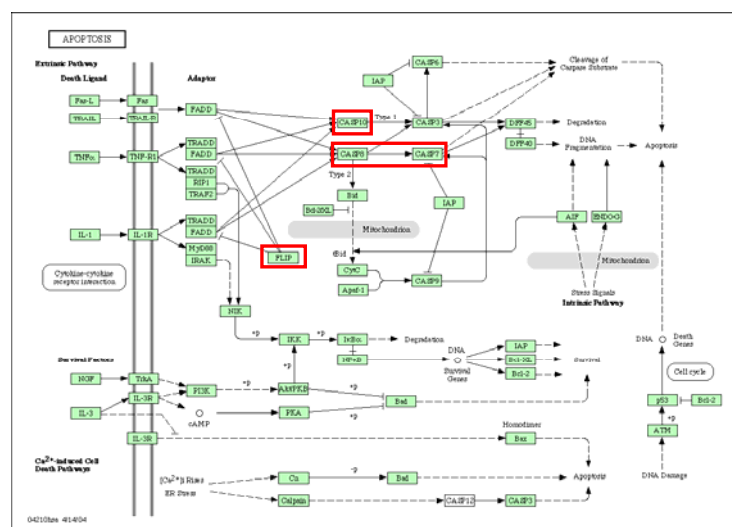 APOPTOSIS
Extrinsic Pathway
Death Ligand
Adaptor
Fas-L
Fas
FADD
TRAIL
TRAIL-R
TNFα
TNF-R1
TRADD
FADD
TRADD
RIP1
TRAF2
IL-1
IL-1R
TRADD
FADD
MyD88
IRAK
Cytokine-cytokine
receptor interaction
FLIP
NIK
CASP10
Type 1
CASP3
CASP6
IAP
Cleavage of
Caspase Substrate
DFF45
Degradation
DFF40
DNA
Fragmentation
Apoptosis
CASP8
CASP7
Type 2
Bid
Bcl-2/XL
IAP
Mitochondrion
tBid
CytC
Apaf-1
CASP9
AIF
ENDO-G
Mitochondrion
Stress Signals
Intrinsic Pathway
+p
IKK
+p
IκBα
Degradation
NFκB
DNA
Survival
Genes
IAP
Bcl-XL
Bcl-2
Survival
DNA
Death
Genes
Cell cycle
Survival Factors
NGF
TrkA
PI3K
+p
Akt/PKB
+p
+p
Bad
IL-3
IL-3R
cAMP
PKA
+p
p53
Bcl-2
+p
ATM
DNA Damage
IL-3R
Homodimer
Bax
Ca2+-induced Cell
Death Pathways
[Ca2+]i Rises
ER Stress
Cn
-p
Bad
Apoptosis
Calpain
CASP12
CASP3
04210hsa 4/14/04